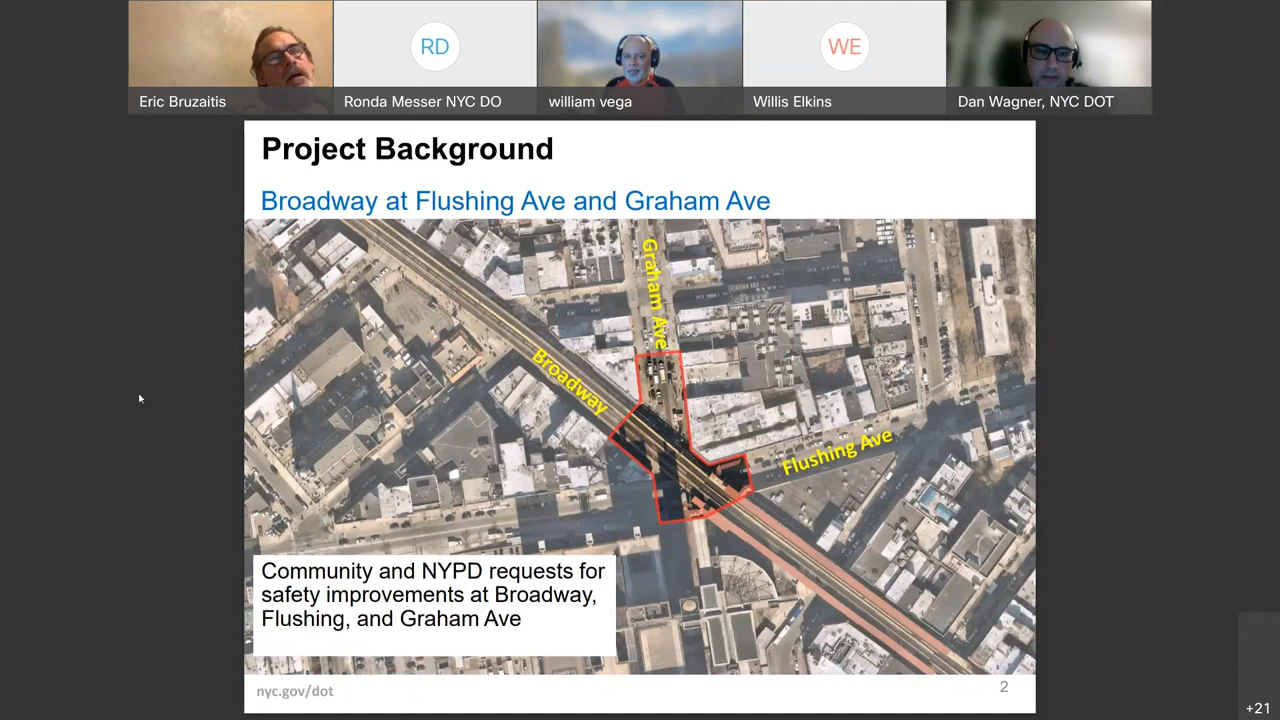 RD
WE
Eric Bruzaitis
Ronda Messer NYC DO
william vega
Willis Elkins
Dan Wagner, NYC DOT
Project Background
Broadway at Flushing Ave and Graham Ave
Graham Ave
Broadway
Flushing Ave
Community and NYPD requests for
safety improvements at Broadway,
Flushing, and Graham Ave
nyc.gov/dot
2
+21